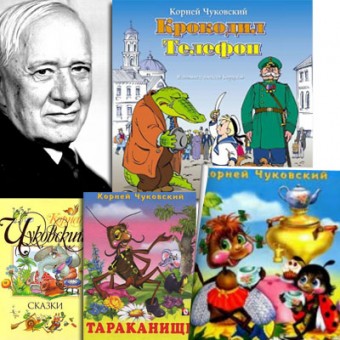 Корней Чуковский
Крокодил
Телефон
Корней
Чуковский
СКАЗКИ
Корней Чуковский
ТАРАКАНИЩЕ
Корней Чуковский